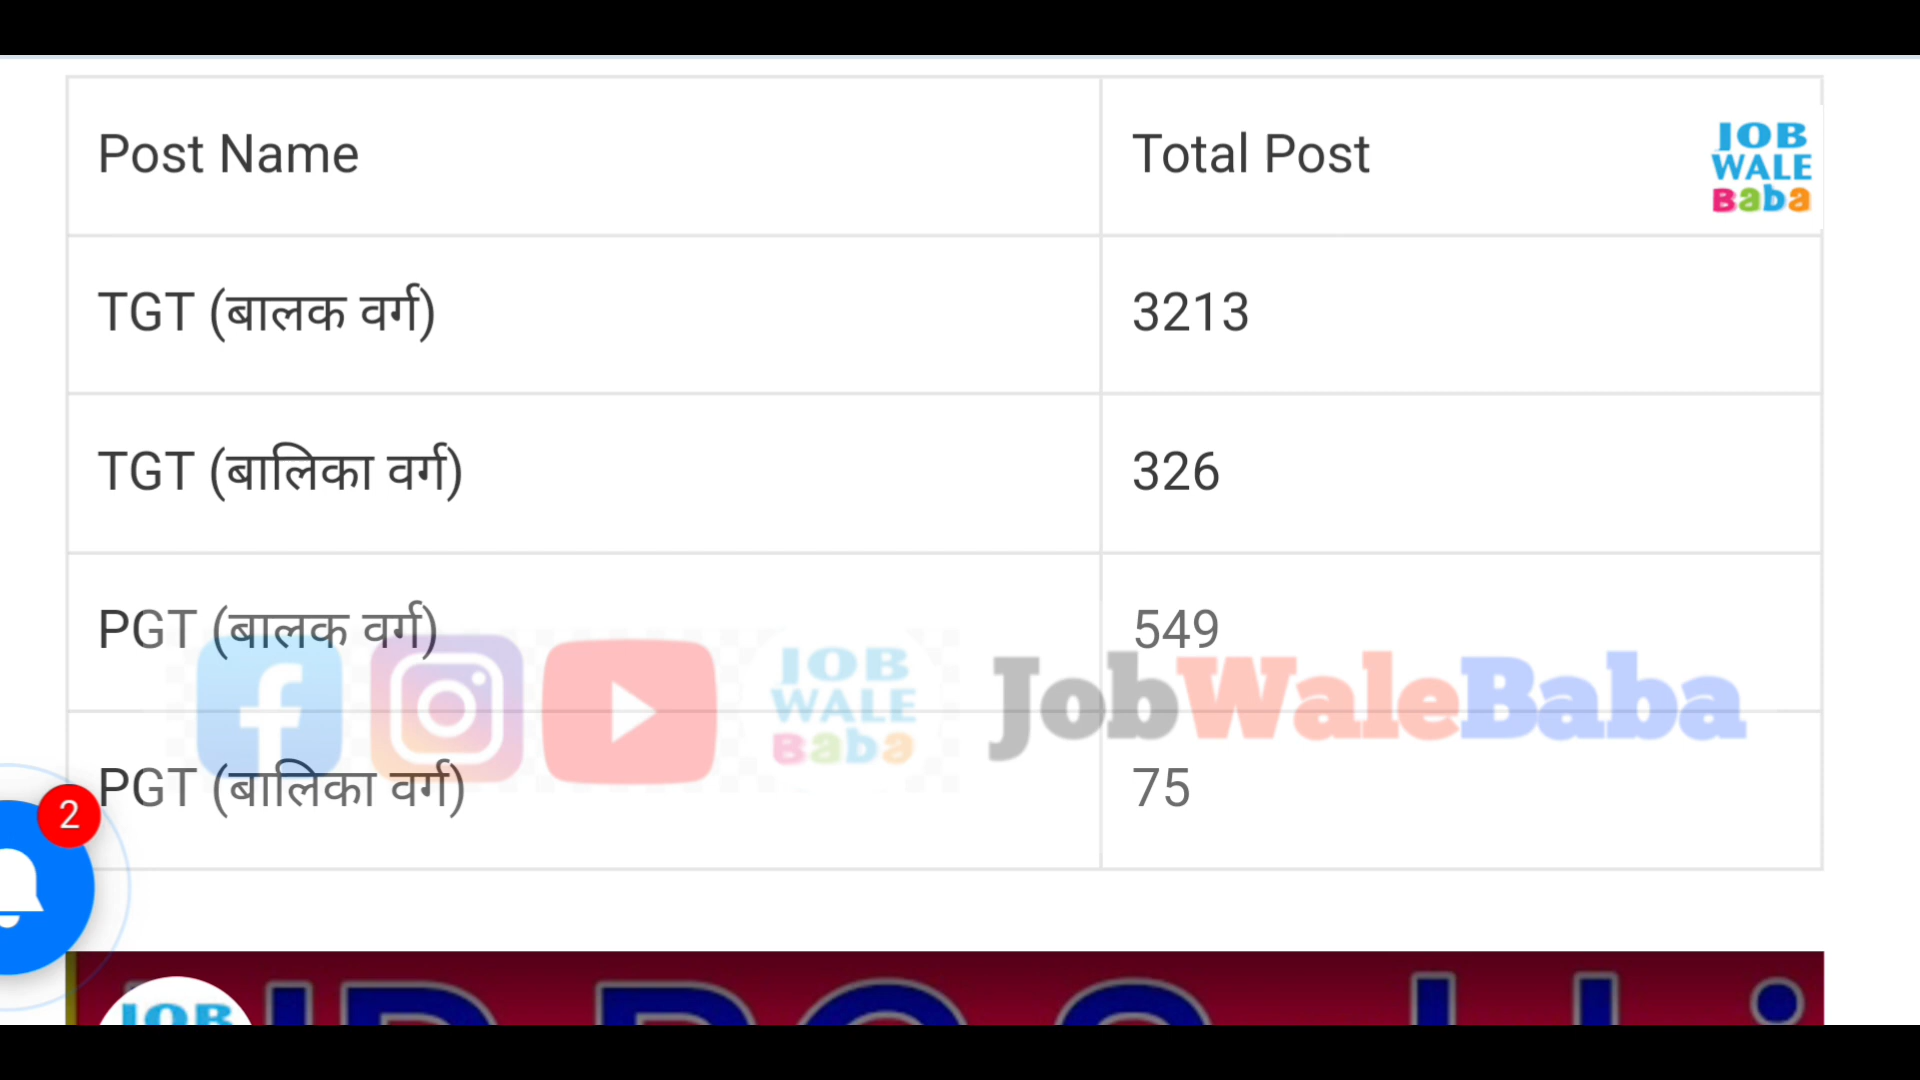 Post Name
Total Post
JOB
WALE
Baba
TGT (बालक वर्ग)
3213
TGT (बालिका वर्ग)
326
PGT (बालक वर्ग)
549
JOB
WALE
Baba
JobWaleBaba
PGT (बालिका वर्ग)
75
2
JOB